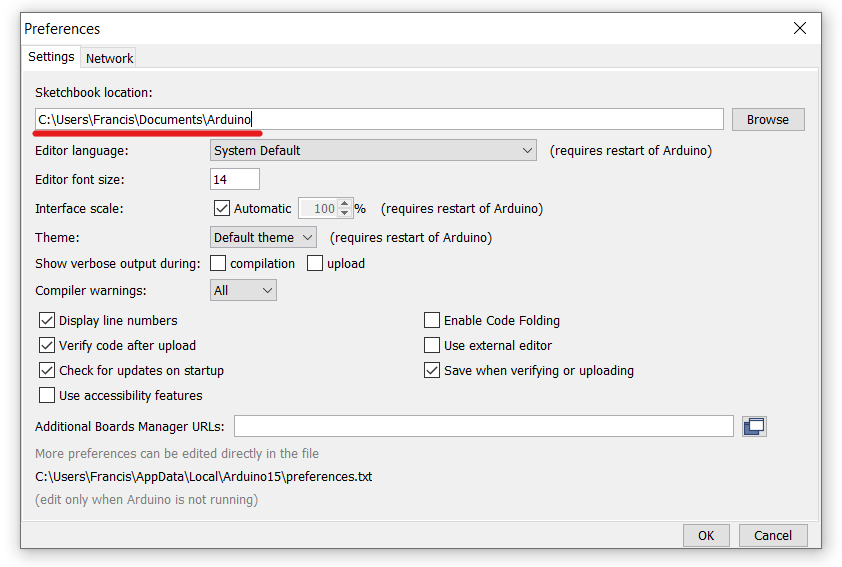 Preferences
Settings Network
Sketchbook location:
C:\Users\Francis\Documents\Arduino Browse
Editor language: System Default (requires restart of Arduino)
Editor font size: 14
Interface scale: Automatic 100 % (requires restart of Arduino)
Theme: Default theme (requires restart of Arduino)
Show verbose output during: compilation upload
Compiler warnings: All
Display line numbers Enable Code Folding
Verify code after upload Use external editor
Check for updates on startup Save when verifying or uploading
Use accessibility features
Additional Boards Manager URLs:
More preferences can be edited directly in the file
C:\Users\Francis\AppData\Local\Arduino15\preferences.txt
(edit only when Arduino is not running)
OK Cancel